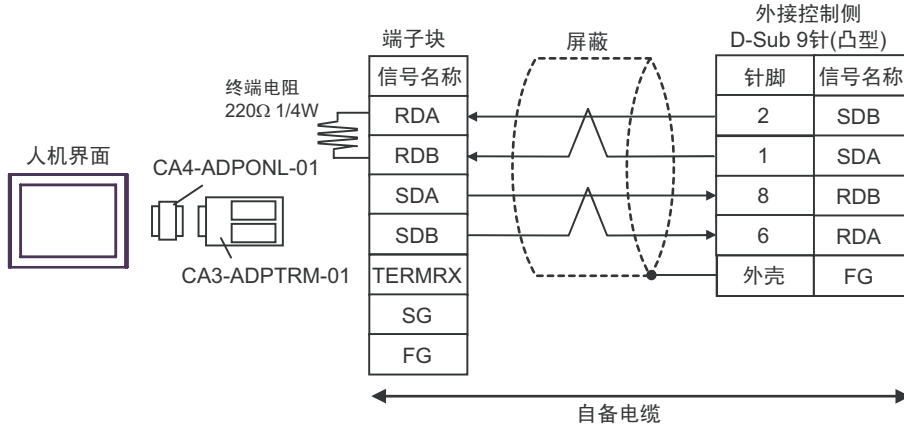 外接控制侧
端子块
屏蔽
D-Sub 9针(凸型)
信号名称
针脚 信号名称
终端电阻
220Ω 1/4W
RDA
2 SDB
人机界面
RDB
1 SDA
CA4-ADPONL-01
SDA
8 RDB
SDB
6 RDA
CA3-ADPTRM-01
TERMRX
外壳 FG
SG
FG
自备电缆